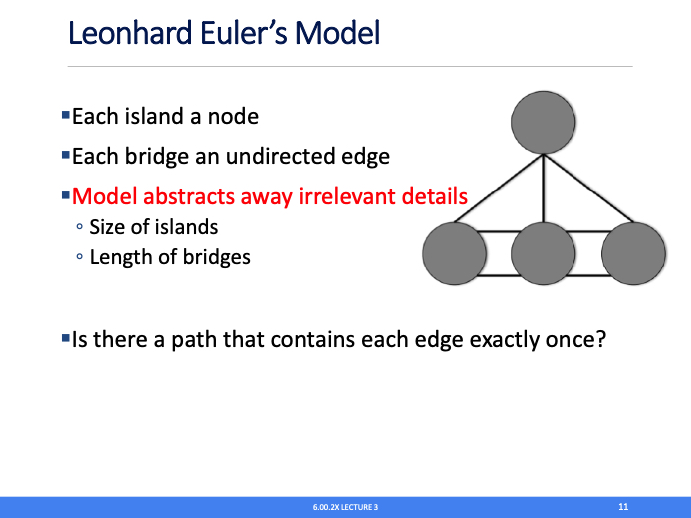 Leonhard Euler’s Model
▪Each island a node
▪Each bridge an undirected edge
▪Model abstracts away irrelevant details
◦ Size of islands
◦ Length of bridges
▪Is there a path that contains each edge exactly once?
6.00.2X LECTURE 3
11